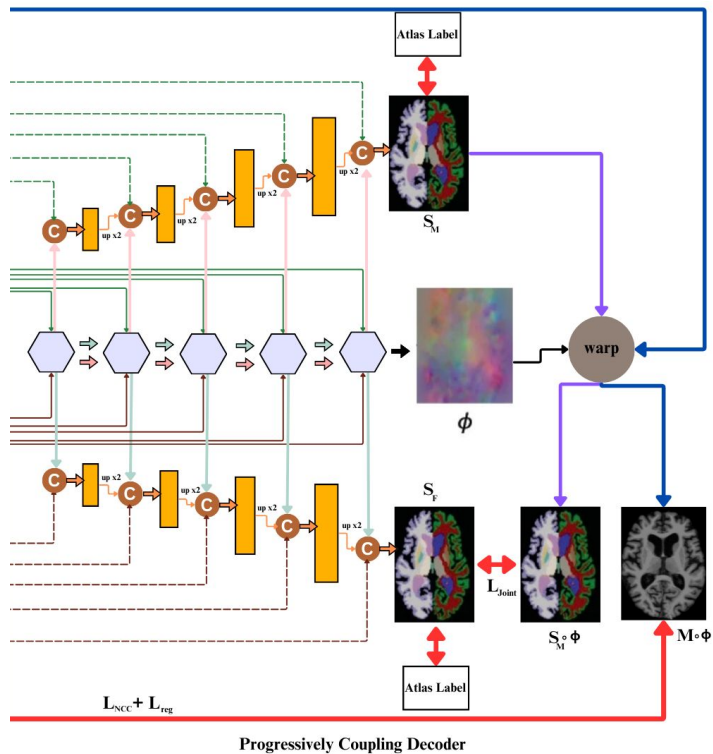 Atlas Label
C
C
C
C
C
up x2
up x2
up x2
up x2
S_M
warp
ϕ
C
C
C
C
C
up x2
up x2
up x2
up x2
S_F
L_Joint
S_M∘ϕ
M∘ϕ
Atlas Label
L_NCC + L_reg
Progressively Coupling Decoder